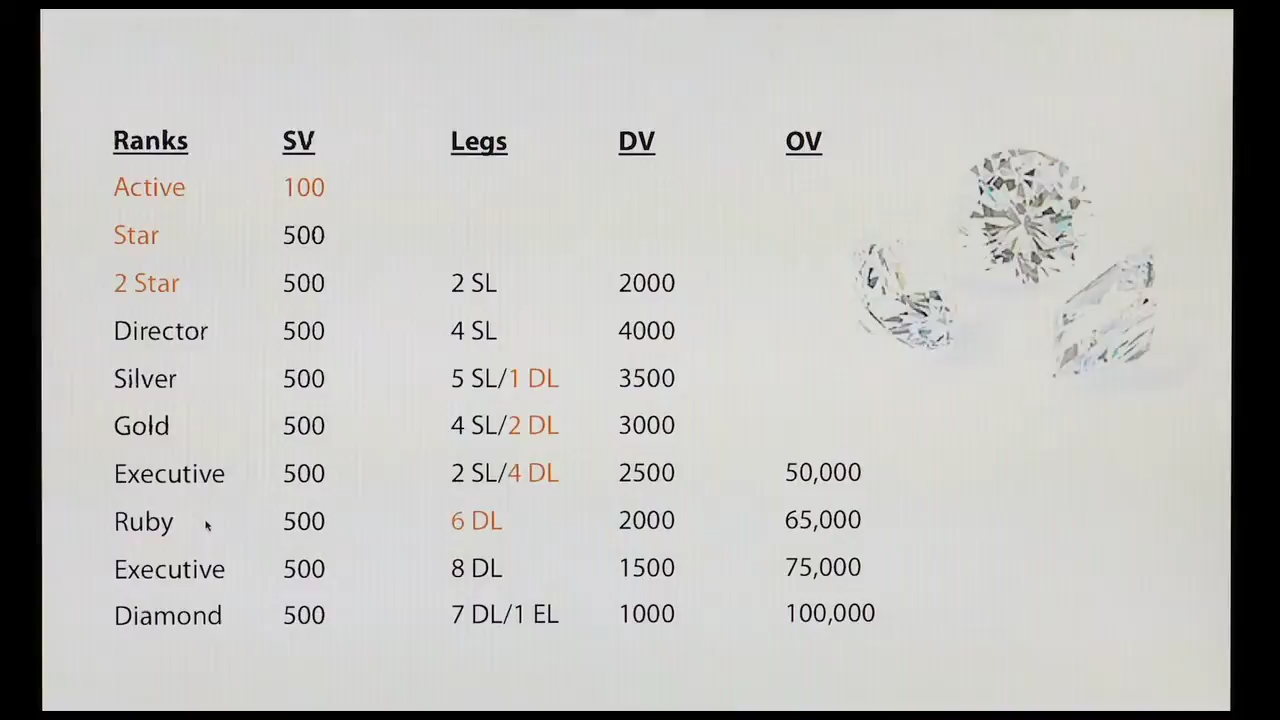 Ranks SV Legs DV OV
Active 100
Star 500
2 Star 500 2 SL 2000
Director 500 4 SL 4000
Silver 500 5 SL/1 DL 3500
Gold 500 4 SL/2 DL 3000
Executive 500 2 SL/4 DL 2500 50,000
Ruby 500 6 DL 2000 65,000
Executive 500 8 DL 1500 75,000
Diamond 500 7 DL/1 EL 1000 100,000